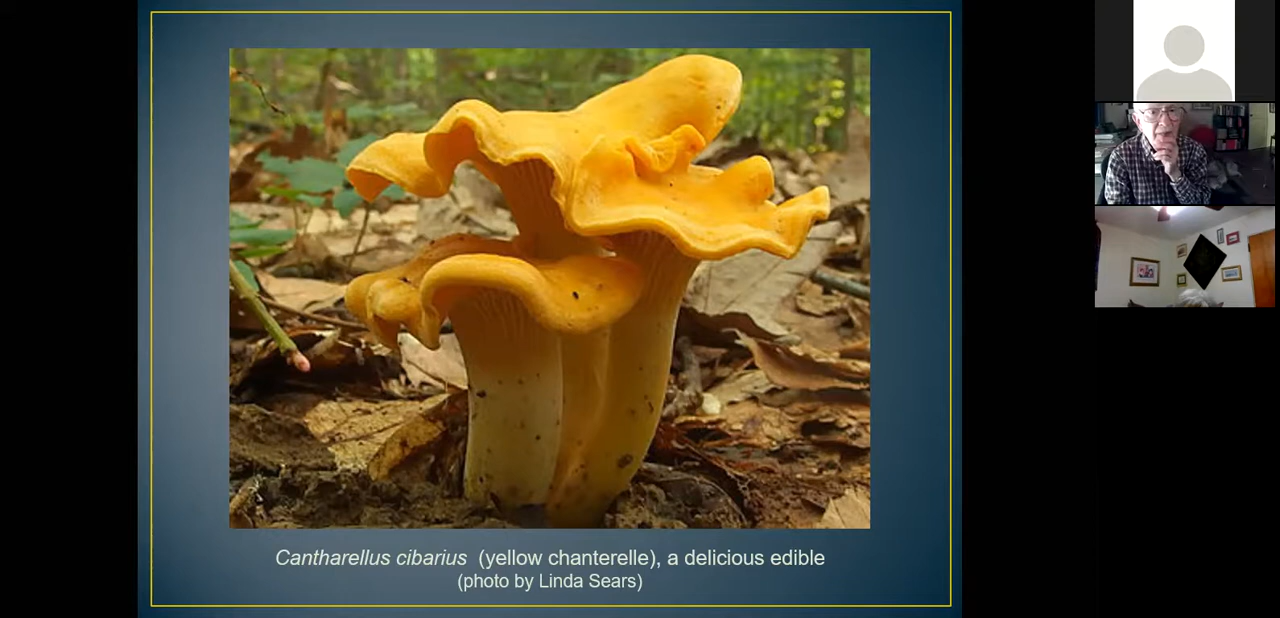 Cantharellus cibarius (yellow chanterelle), a delicious edible
(photo by Linda Sears)